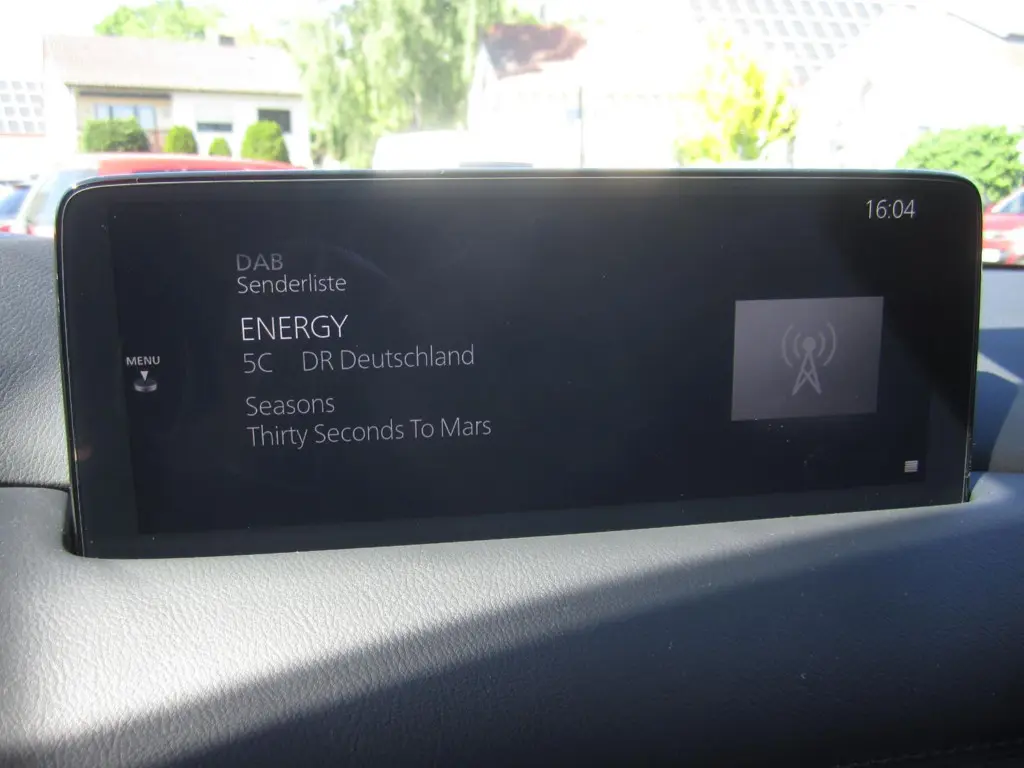 16:04
DAB
Senderliste
ENERGY
5C DR Deutschland
MENU
Seasons
Thirty Seconds To Mars